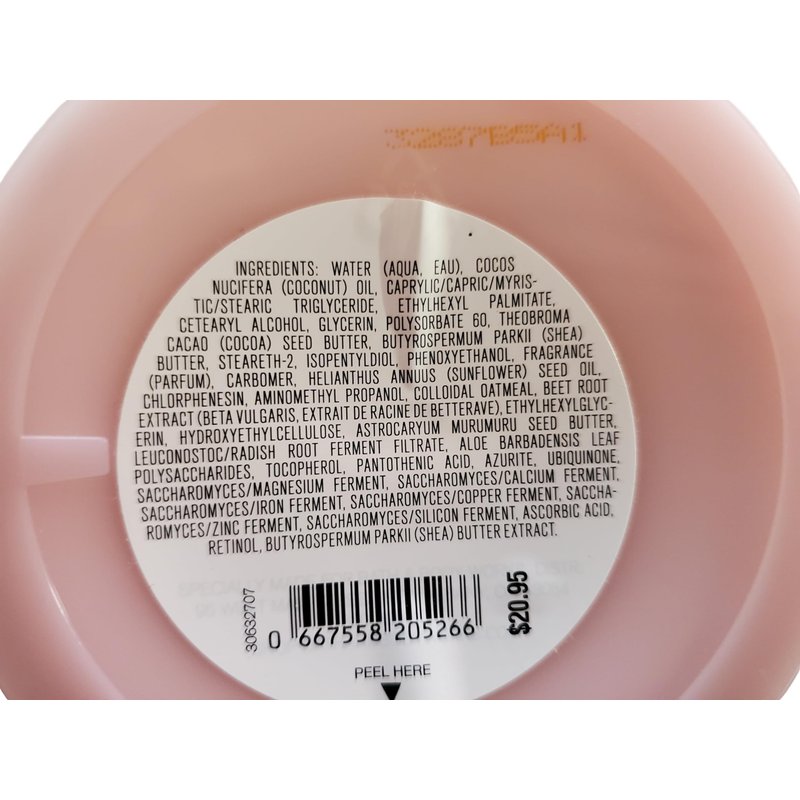 3287B5A1
INGREDIENTS: WATER (AQUA, EAU), COCOS
NUCIFERA (COCONUT) OIL, CAPRYLIC/CAPRIC/MYRIS-
TIC/STEARIC TRIGLYCERIDE, ETHYLHEXYL PALMITATE,
CETEARYL ALCOHOL, GLYCERIN, POLYSORBATE 60, THEOBROMA
CACAO (COCOA) SEED BUTTER, BUTYROSPERMUM PARKII (SHEA)
BUTTER, STEARETH-2, ISOPENTYLDIOL, PHENOXYETHANOL, FRAGRANCE
(PARFUM), CARBOMER, HELIANTHUS ANNUUS (SUNFLOWER) SEED OIL,
CHLORPHENESIN, AMINOMETHYL PROPANOL, COLLOIDAL OATMEAL, BEET ROOT
EXTRACT (BETA VULGARIS, EXTRAIT DE RACINE DE BETTERAVE), ETHYLHEXYLGLYC-
ERIN, HYDROXYETHYLCELLULOSE, ASTROCARYUM MURUMURU SEED BUTTER,
LEUCONOSTOC/RADISH ROOT FERMENT FILTRATE, ALOE BARBADENSIS LEAF
POLYSACCHARIDES, TOCOPHEROL, PANTOTHENIC ACID, AZURITE, UBIQUINONE,
SACCHAROMYCES/MAGNESIUM FERMENT, SACCHAROMYCES/CALCIUM FERMENT,
SACCHAROMYCES/IRON FERMENT, SACCHAROMYCES/COPPER FERMENT, SACCHA-
ROMYCES/ZINC FERMENT, SACCHAROMYCES/SILICON FERMENT, ASCORBIC ACID,
RETINOL, BUTYROSPERMUM PARKII (SHEA) BUTTER EXTRACT.
30632707
0 667558 205266
$20.95
PEEL HERE